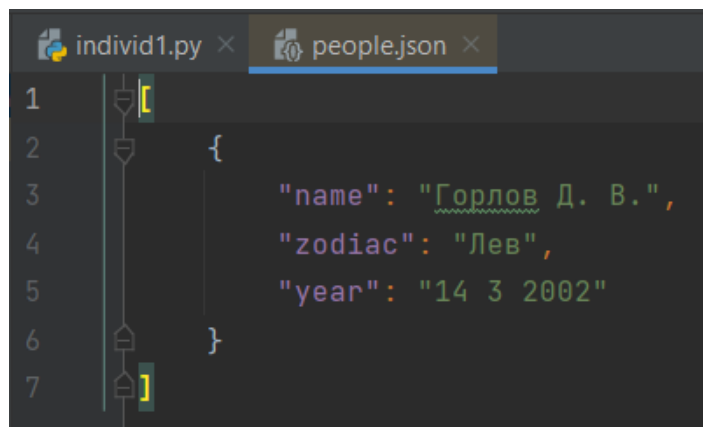 individ1.py people.json
1 [
2 {
3 "name": "Горлов Д. В.",
4 "zodiac": "Лев",
5 "year": "14 3 2002"
6 }
7 ]